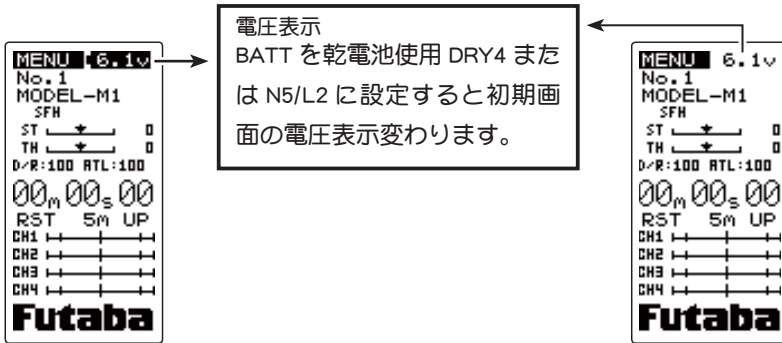 電圧表示
BATT を乾電池使用 DRY4 また
は N5/L2 に設定すると初期画
面の電圧表示変わります。
MENU 6.1v
No.1
MODEL-M1
SFH
ST 0
TH 0
D/R:100 ATL:100
00m00s00
RST 5m UP
CH1
CH2
CH3
CH4
Futaba
MENU 6.1v
No.1
MODEL-M1
SFH
ST 0
TH 0
D/R:100 ATL:100
00m00s00
RST 5m UP
CH1
CH2
CH3
CH4
Futaba